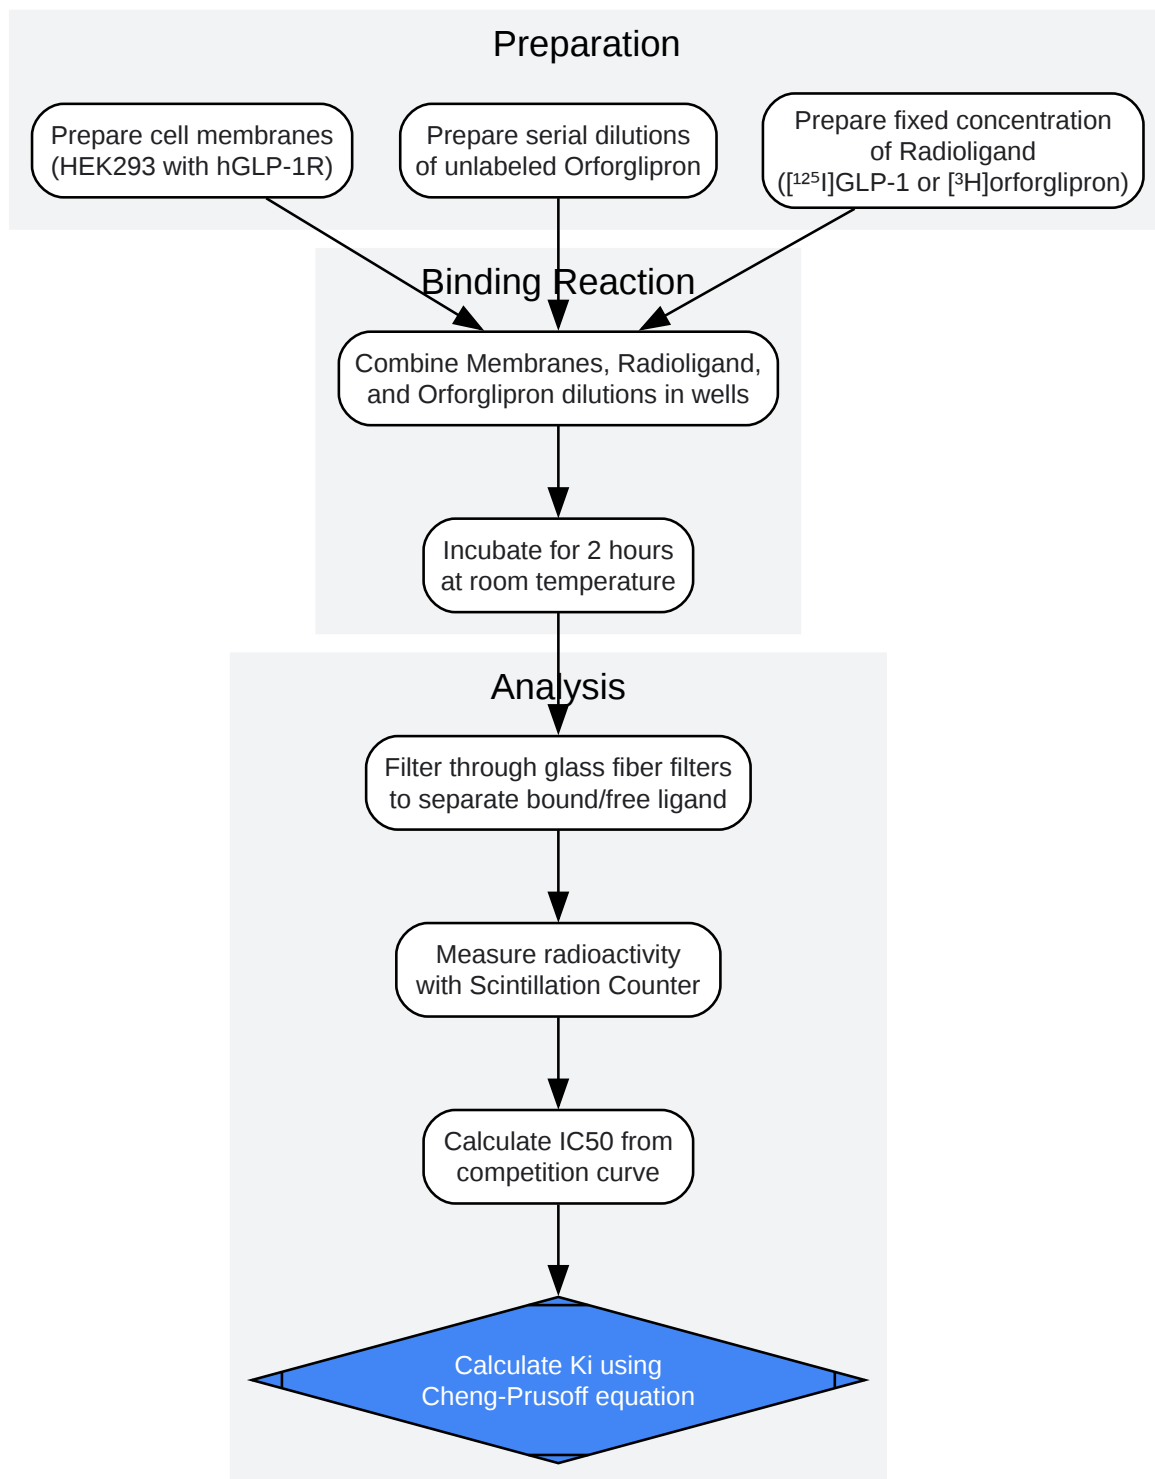 Preparation
Prepare cell membranes
(HEK293 with hGLP-1R)
Prepare serial dilutions
of unlabeled Orforglipron
Prepare fixed concentration
of Radioligand
([¹²⁵I]GLP-1 or [³H]orforglipron)
Binding Reaction
Combine Membranes, Radioligand,
and Orforglipron dilutions in wells
Incubate for 2 hours
at room temperature
Analysis
Filter through glass fiber filters
to separate bound/free ligand
Measure radioactivity
with Scintillation Counter
Calculate IC50 from
competition curve
Calculate Ki using
Cheng-Prusoff equation